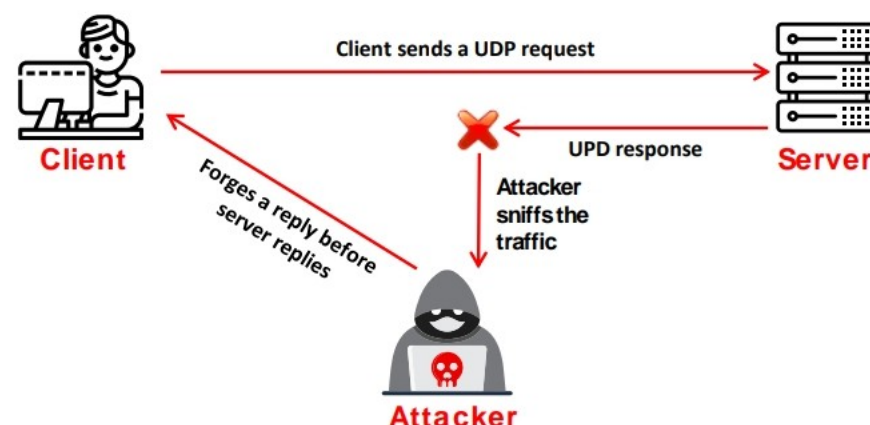 Client sends a UDP request
UPD response
Client
Server
Forges a reply before
server replies
Attacker
sniffs the
traffic
Attacker